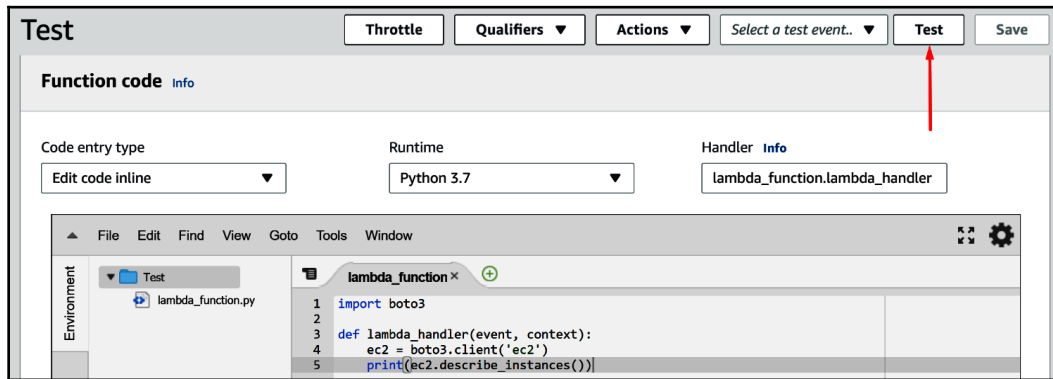 Test Throttle Qualifiers Actions Select a test event.. Test Save
Function code Info
Code entry type Runtime Handler Info
Edit code inline Python 3.7 lambda_function.lambda_handler
File Edit Find View Goto Tools Window
Environment
Test
lambda_function.py
lambda_function ×
1 import boto3
2
3 def lambda_handler(event, context):
4     ec2 = boto3.client('ec2')
5     print(ec2.describe_instances())